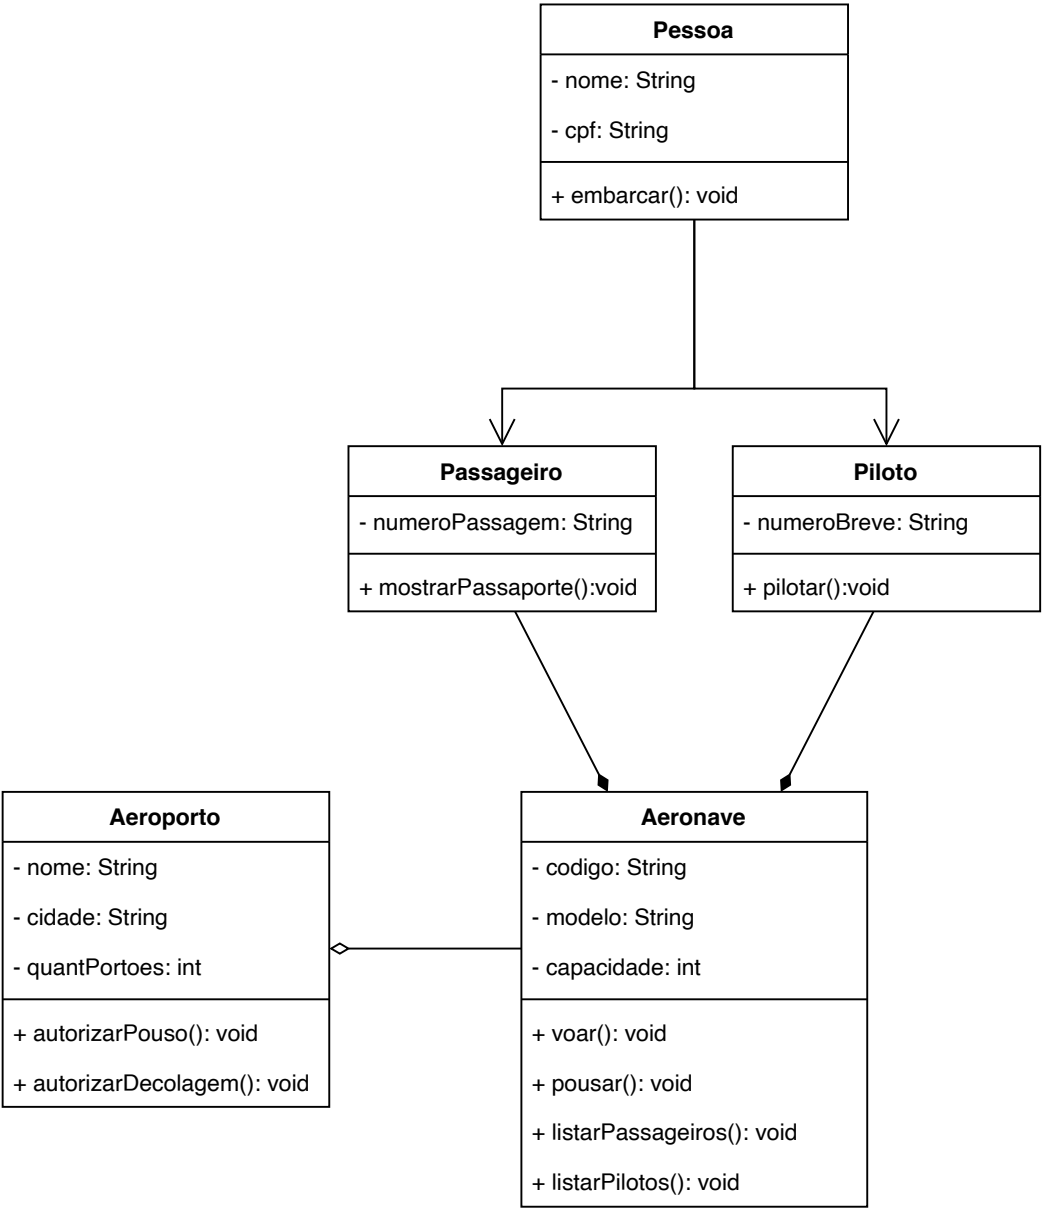 Pessoa
- nome: String
- cpf: String
+ embarcar(): void
Passageiro
- numeroPassagem: String
+ mostrarPassaporte():void
Piloto
- numeroBreve: String
+ pilotar():void
Aeroporto
- nome: String
- cidade: String
- quantPortoes: int
+ autorizarPouso(): void
+ autorizarDecolagem(): void
Aeronave
- codigo: String
- modelo: String
- capacidade: int
+ voar(): void
+ pousar(): void
+ listarPassageiros(): void
+ listarPilotos(): void